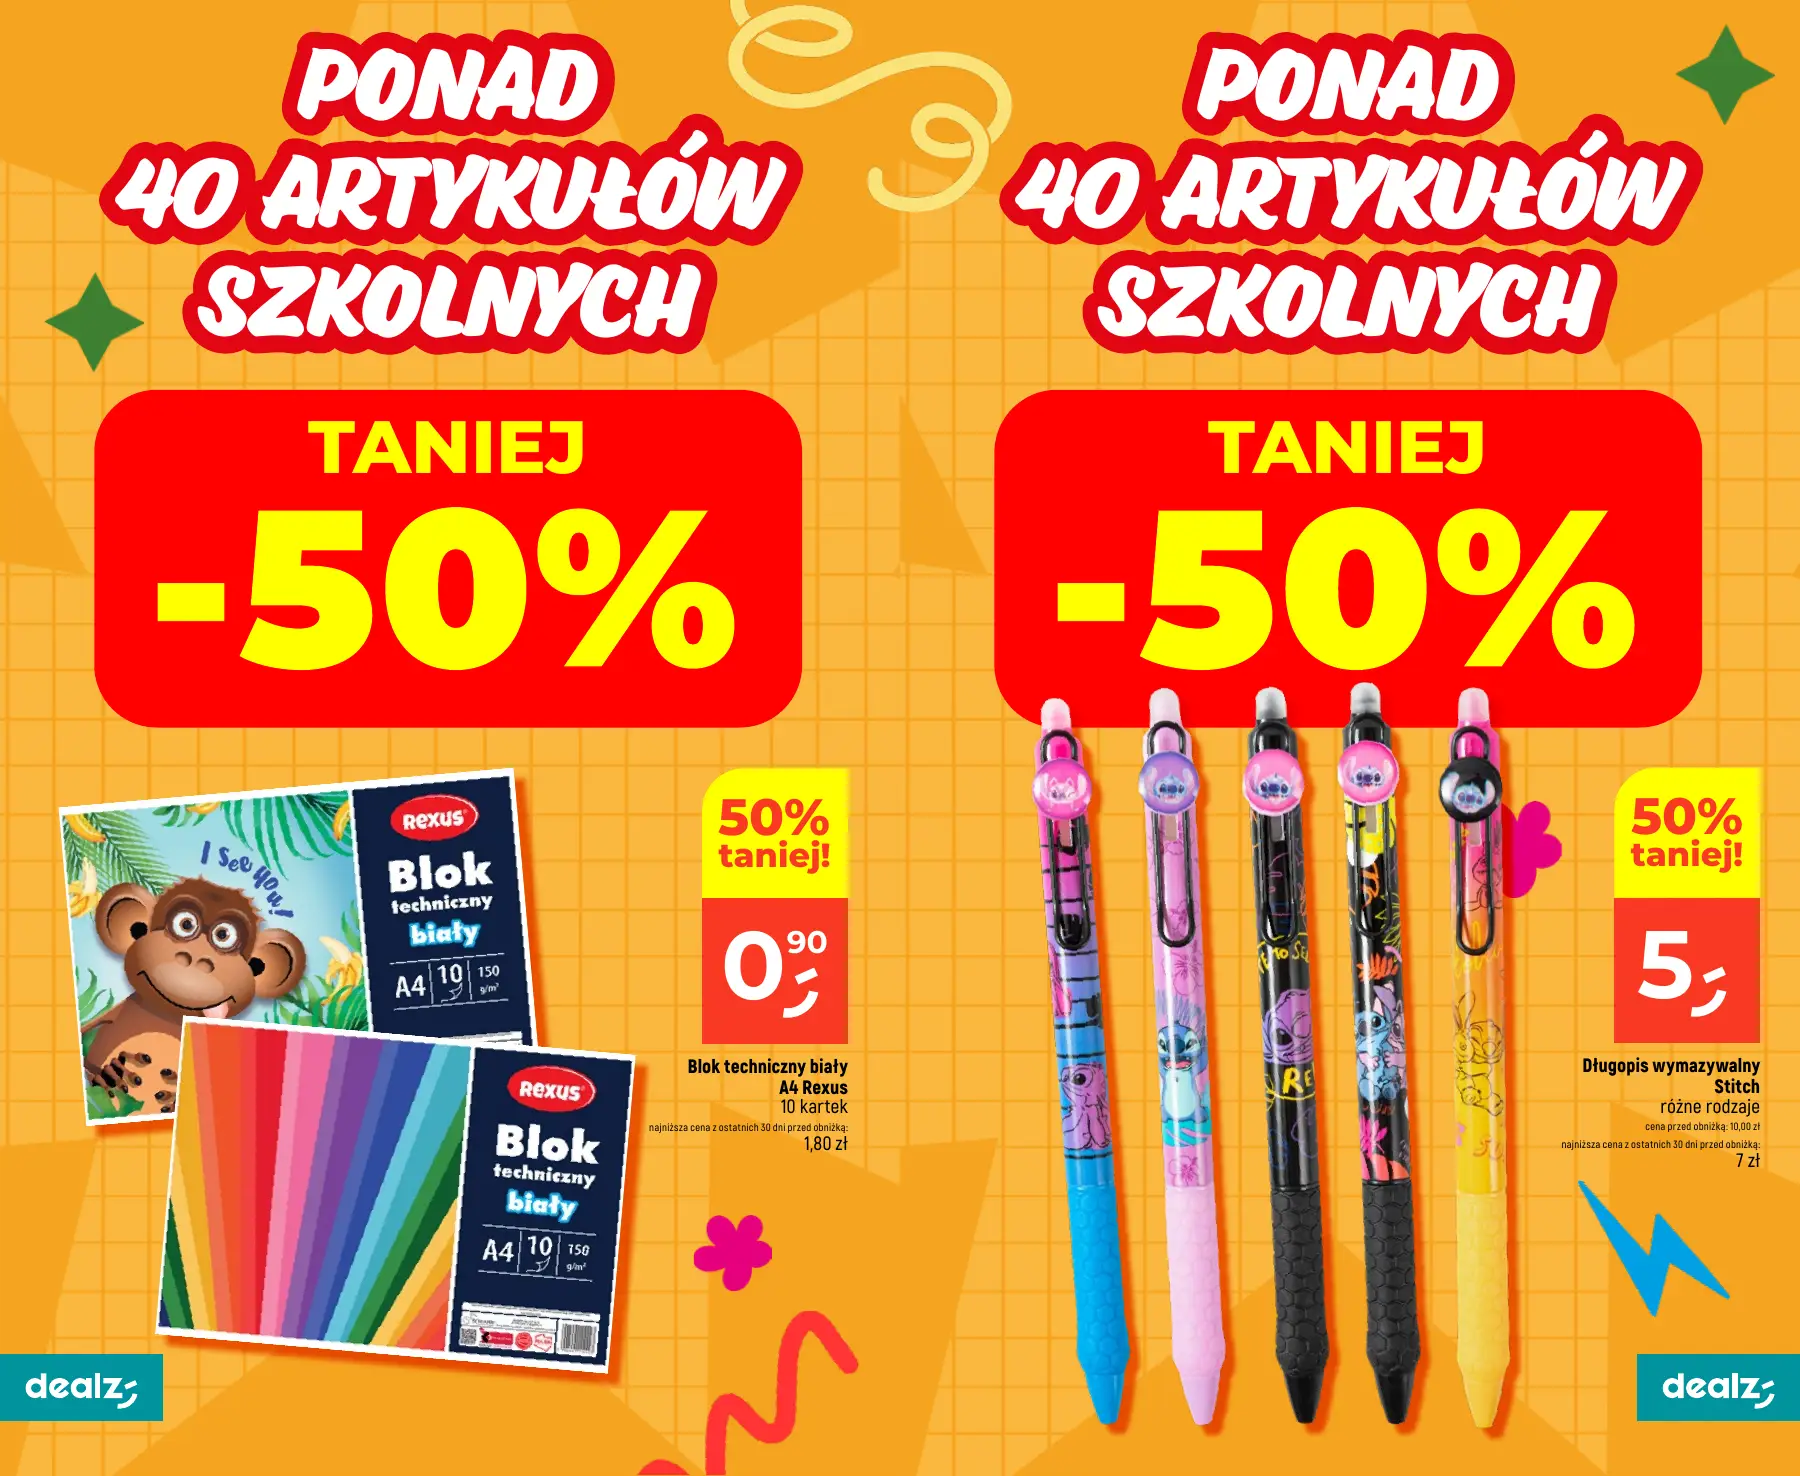 PONAD
40 ARTYKUŁÓW
SZKOLNYCH
TANIEJ
-50%
I See you!
Rexus
Blok
techniczny
biały
A4 10 150
g/m²
Rexus
Blok
techniczny
biały
A4 10 150
g/m²
50%
taniej!
0,90
Blok techniczny biały
A4 Rexus
10 kartek
najniższa cena z ostatnich 30 dni przed obniżką:
1,80 zł
dealz
PONAD
40 ARTYKUŁÓW
SZKOLNYCH
TANIEJ
-50%
50%
taniej!
5,-
Długopis wymazywalny
Stitch
różne rodzaje
cena przed obniżką: 10,00 zł
najniższa cena z ostatnich 30 dni przed obniżką:
7 zł
dealz